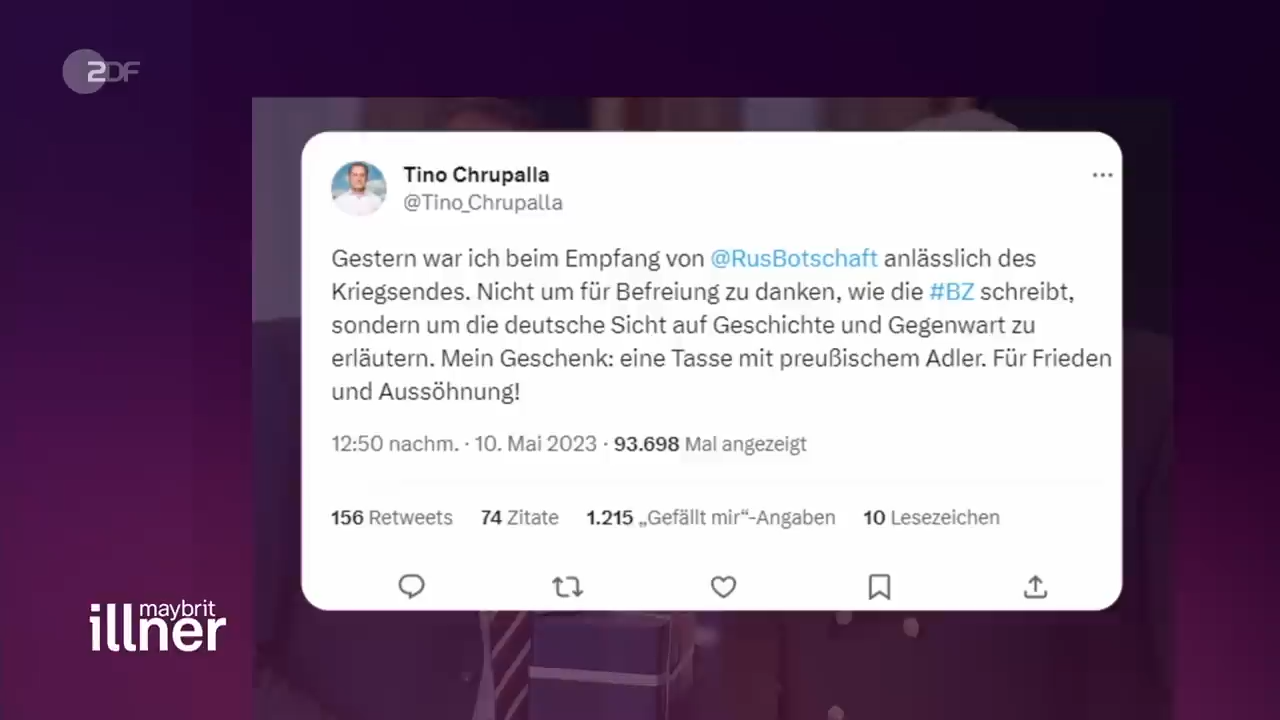 ZDF
Tino Chrupalla
@Tino_Chrupalla
Gestern war ich beim Empfang von @RusBotschaft anlässlich des
Kriegsendes. Nicht um für Befreiung zu danken, wie die #BZ schreibt,
sondern um die deutsche Sicht auf Geschichte und Gegenwart zu
erläutern. Mein Geschenk: eine Tasse mit preußischem Adler. Für Frieden
und Aussöhnung!
12:50 nachm. · 10. Mai 2023 · 93.698 Mal angezeigt
156 Retweets 74 Zitate 1.215 „Gefällt mir“-Angaben 10 Lesezeichen
maybrit
illner